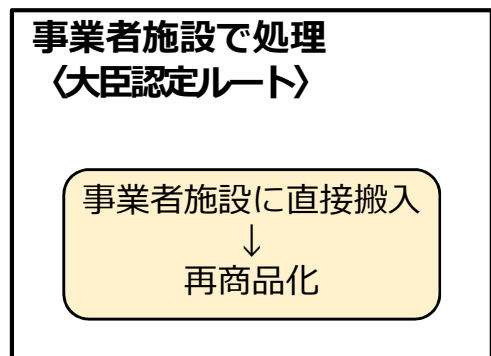 事業者施設で処理
〈大臣認定ルート〉
事業者施設に直接搬入
↓
再商品化